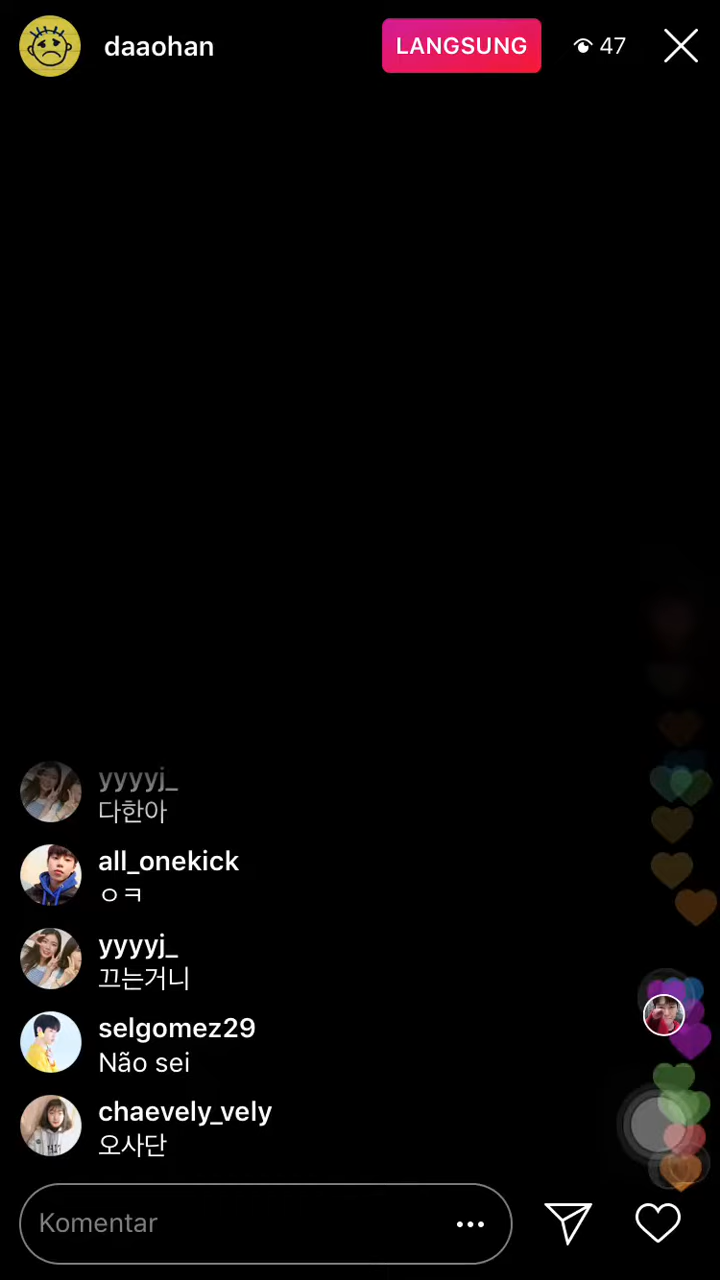 daaohan
LANGSUNG
47
yyyyj_
다한아
all_onekick
ㅇㅋ
yyyyj_
끄는거니
selgomez29
Não sei
chaevely_vely
오사단
Komentar